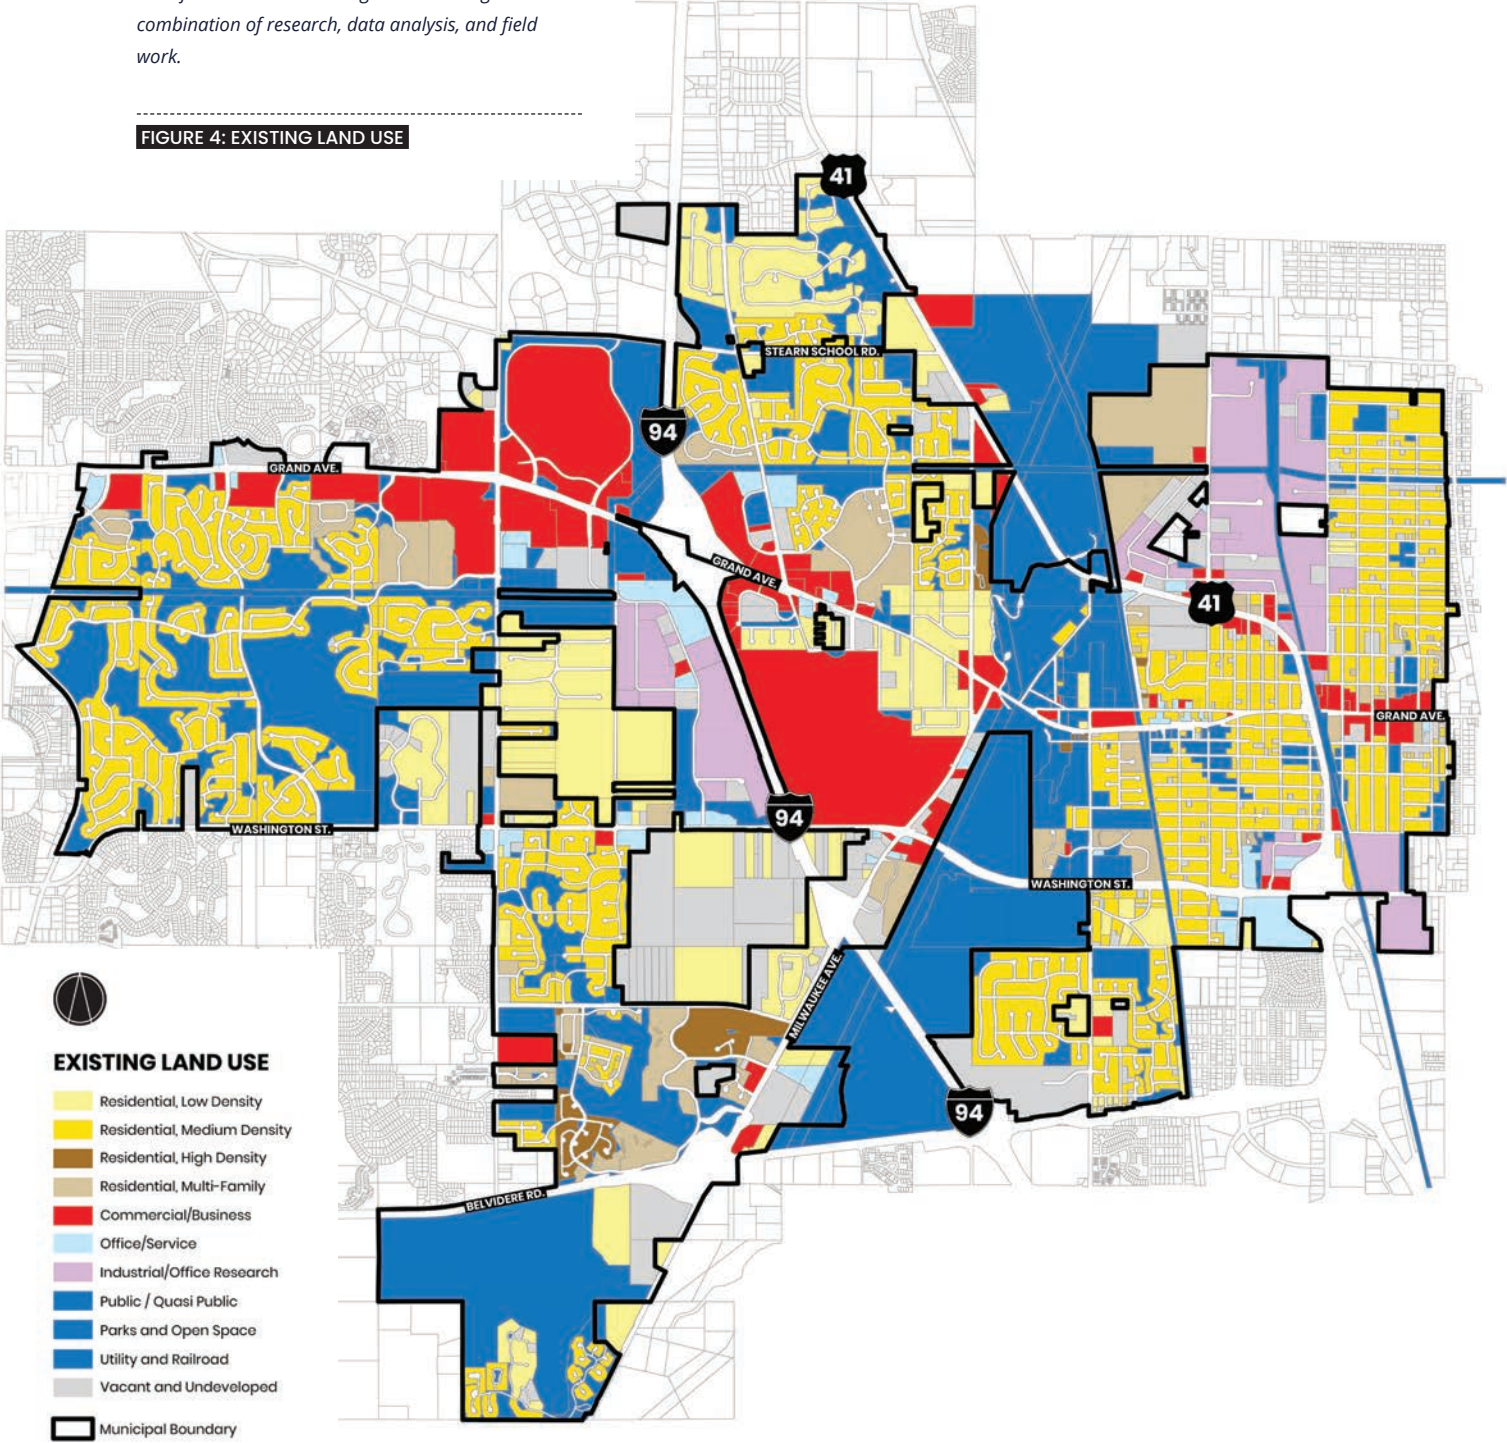 combination of research, data analysis, and field
work.
FIGURE 4: EXISTING LAND USE
41
STEARN SCHOOL RD.
94
GRAND AVE.
GRAND AVE.
41
GRAND AVE.
94
WASHINGTON ST.
WASHINGTON ST.
MILWAUKEE AVE.
94
BELVIDERE RD.
EXISTING LAND USE
Residential, Low Density
Residential, Medium Density
Residential, High Density
Residential, Multi-Family
Commercial/Business
Office/Service
Industrial/Office Research
Public / Quasi Public
Parks and Open Space
Utility and Railroad
Vacant and Undeveloped
Municipal Boundary